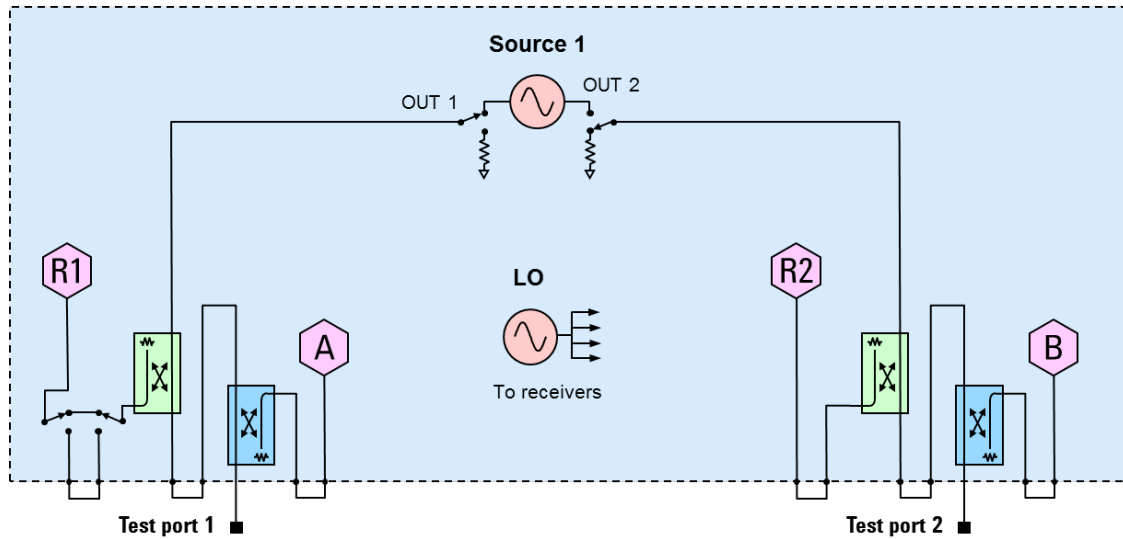 Source 1
OUT 1
OUT 2
R1
LO
R2
A
B
To receivers
Test port 1
Test port 2